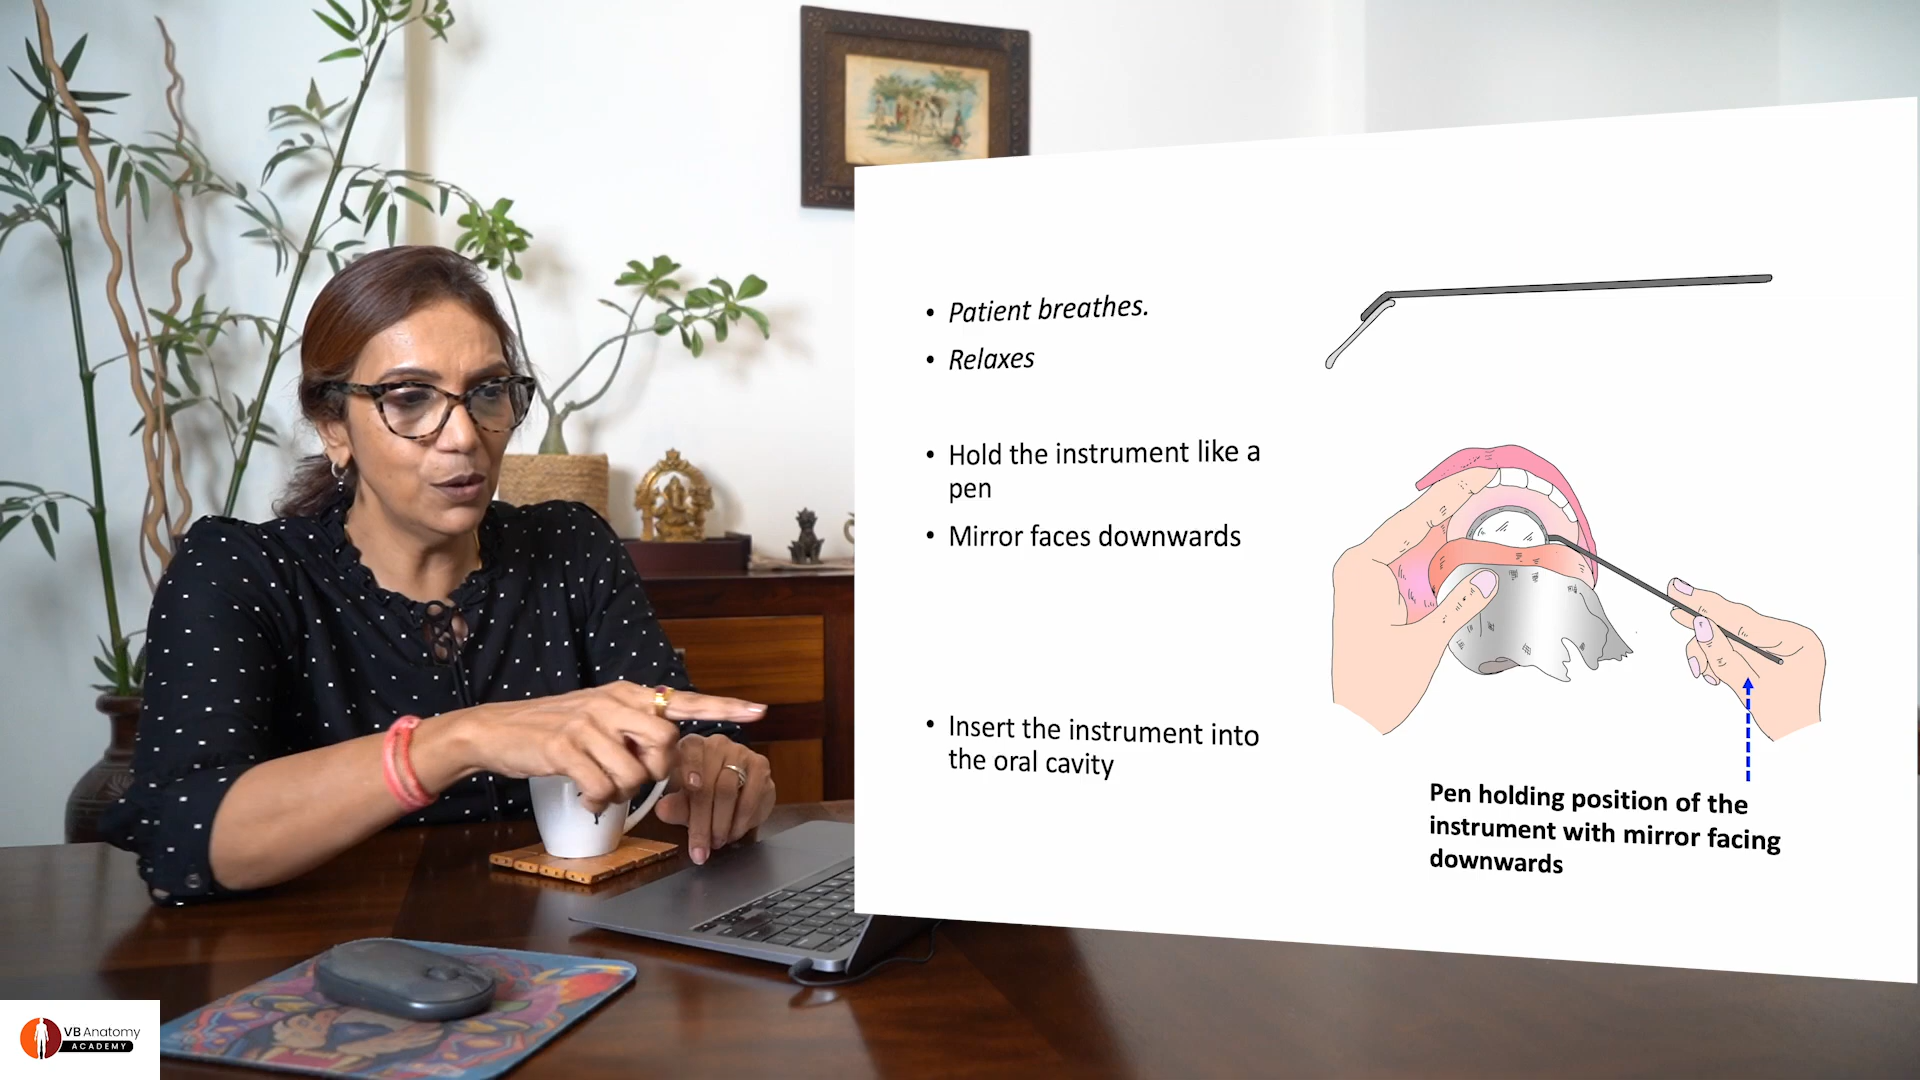 • Patient breathes.
• Relaxes
• Hold the instrument like a
pen
• Mirror faces downwards
• Insert the instrument into
the oral cavity
Pen holding position of the
instrument with mirror facing
downwards
VB Anatomy
ACADEMY